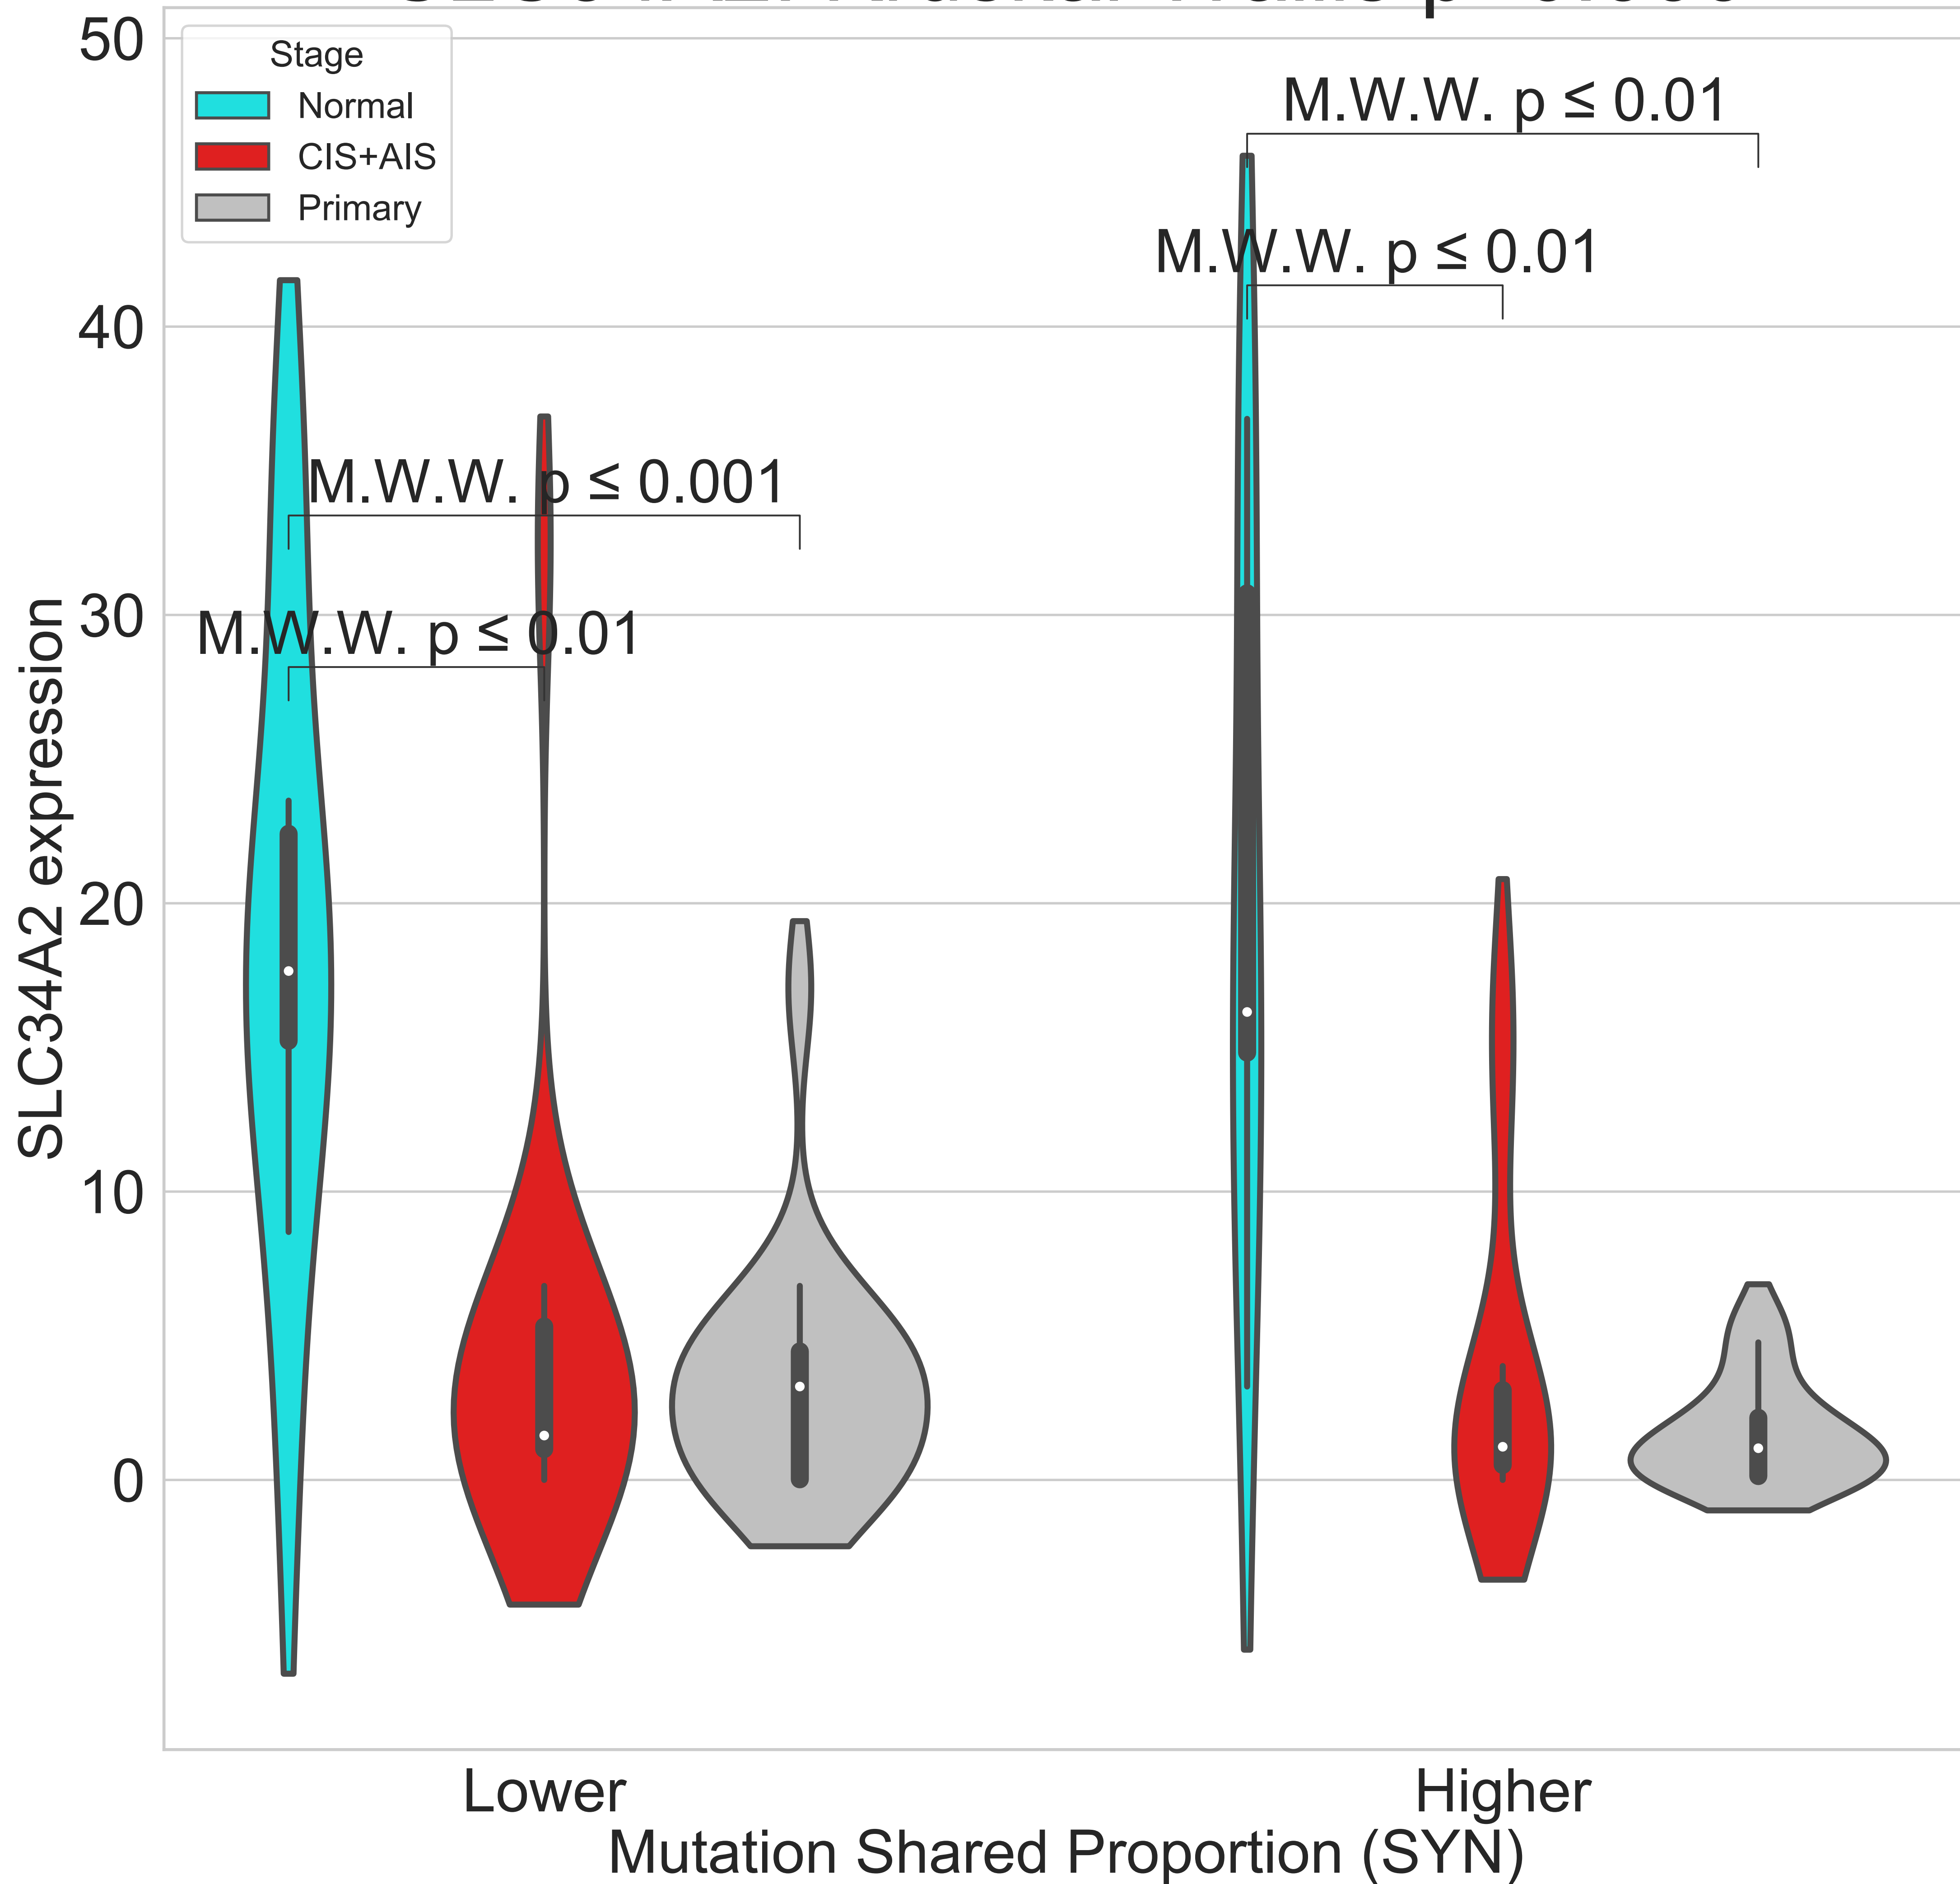 50
Stage
Normal
CIS+AIS
Primary
M.W.W. p ≤ 0.01
M.W.W. p ≤ 0.01
40
M.W.W. p ≤ 0.001
30
M.W.W. p ≤ 0.01
SLC34A2 expression
20
10
0
Lower
Higher
Mutation Shared Proportion (SYN)